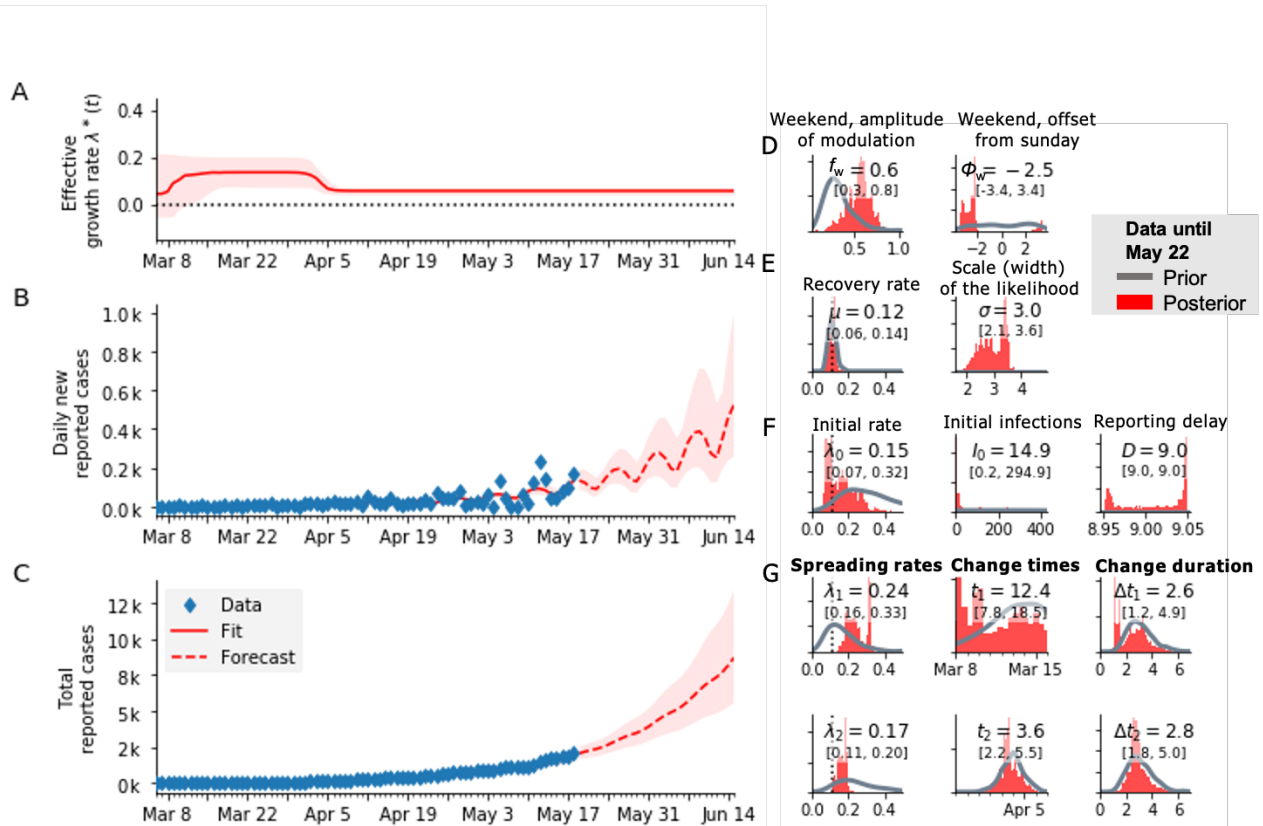 A
Effective
growth rate λ * (t)
0.4
0.2
0.0
Mar 8
Mar 22
Apr 5
Apr 19
May 3
May 17
May 31
Jun 14
B
Daily new
reported cases
1.0 k
0.8 k
0.6 k
0.4 k
0.2 k
0.0 k
Mar 8
Mar 22
Apr 5
Apr 19
May 3
May 17
May 31
Jun 14
C
Total
reported cases
12 k
10 k
8 k
5 k
2 k
0 k
Data
Fit
Forecast
Mar 8
Mar 22
Apr 5
Apr 19
May 3
May 17
May 31
Jun 14
D
Weekend, amplitude
of modulation
f_w = 0.6
[0.3, 0.8]
0.5
1.0
Weekend, offset
from sunday
Φ_w = −2.5
[-3.4, 3.4]
−2
0
2
Data until
May 22
Prior
Posterior
E
Recovery rate
μ = 0.12
[0.06, 0.14]
0.0
0.2
0.4
Scale (width)
of the likelihood
σ = 3.0
[2.1, 3.6]
2
3
4
F
Initial rate
λ₀ = 0.15
[0.07, 0.32]
0.0
0.2
0.4
Initial infections
I₀ = 14.9
[0.2, 294.9]
0
200
400
Reporting delay
D = 9.0
[9.0, 9.0]
8.95
9.00
9.05
G
Spreading rates
λ₁ = 0.24
[0.16, 0.33]
0.0
0.2
0.4
Change times
t₁ = 12.4
[7.8, 18.5]
Mar 8
Mar 15
Change duration
Δt₁ = 2.6
[1.2, 4.9]
0
2
4
6
λ₂ = 0.17
[0.11, 0.20]
0.0
0.2
0.4
t₂ = 3.6
[2.2, 5.5]
Apr 5
Δt₂ = 2.8
[1.8, 5.0]
0
2
4
6